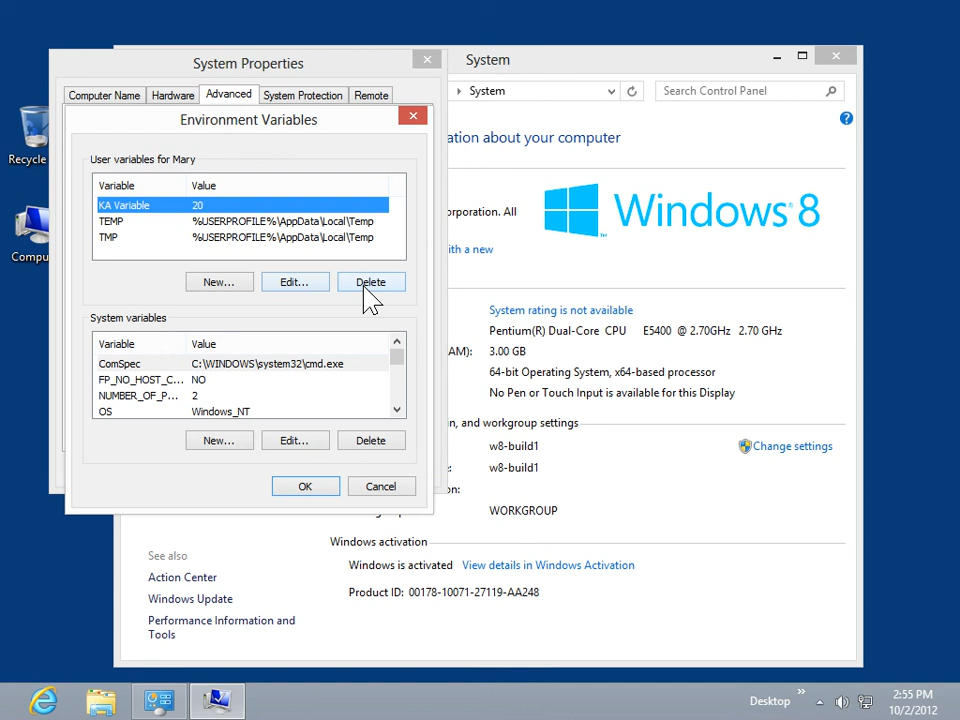 System Properties
Computer Name
Hardware
Advanced
System Protection
Remote
Environment Variables
User variables for Mary
Variable Value
KA Variable 20
TEMP %USERPROFILE%\AppData\Local\Temp
TMP %USERPROFILE%\AppData\Local\Temp
New... Edit... Delete
System variables
Variable Value
ComSpec C:\WINDOWS\system32\cmd.exe
FP_NO_HOST_C... NO
NUMBER_OF_P... 2
OS Windows_NT
New... Edit... Delete
OK Cancel
System
System
Search Control Panel
ation about your computer
orporation. All
Windows 8
ith a new
System rating is not available
Pentium(R) Dual-Core CPU E5400 @ 2.70GHz 2.70 GHz
AM): 3.00 GB
64-bit Operating System, x64-based processor
No Pen or Touch Input is available for this Display
n, and workgroup settings
w8-build1
Change settings
w8-build1
on:
WORKGROUP
Windows activation
Windows is activated View details in Windows Activation
Product ID: 00178-10071-27119-AA248
See also
Action Center
Windows Update
Performance Information and
Tools
Recycle
Compu
Desktop
2:55 PM
10/2/2012